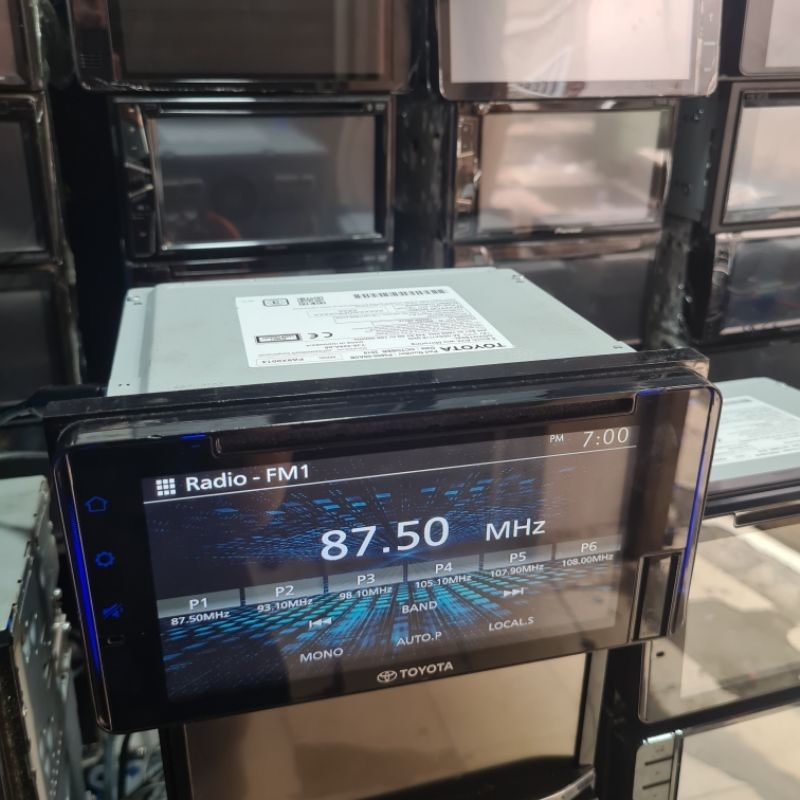 TOYOTA
PM 7:00
Radio - FM1
87.50 MHz
P1 P2 P3 P4 P5 P6
87.50MHz 93.10MHz 98.10MHz 105.10MHz 107.90MHz 108.00MHz
BAND
MONO AUTO.P LOCAL.S
TOYOTA